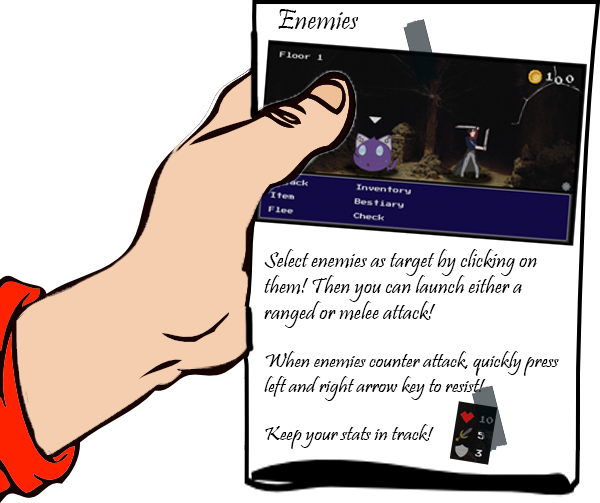 Enemies
Floor 1
100
ack Inventory
Item Bestiary
Flee Check
Select enemies as target by clicking on
them! Then you can launch either a
ranged or melee attack!
When enemies counter attack, quickly press
left and right arrow key to resist!
Keep your stats in track!
10
5
3